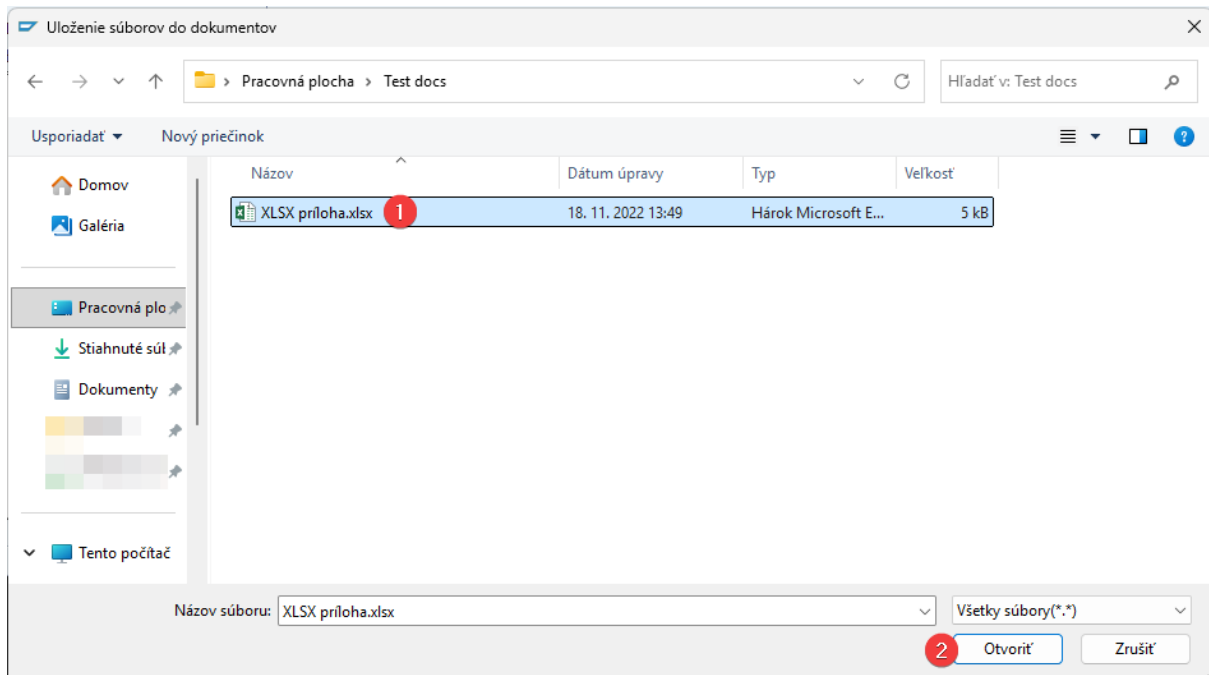 Uloženie súborov do dokumentov
Pracovná plocha > Test docs
Hľadať v: Test docs
Usporiadať
Nový priečinok
Názov
Dátum úpravy
Typ
Veľkosť
XLSX príloha.xlsx
1
18. 11. 2022 13:49
Hárok Microsoft E...
5 kB
Domov
Galéria
Pracovná plo
Stiahnuté súb
Dokumenty
Tento počítač
Názov súboru:
XLSX príloha.xlsx
Všetky súbory(*.*)
2
Otvoriť
Zrušiť